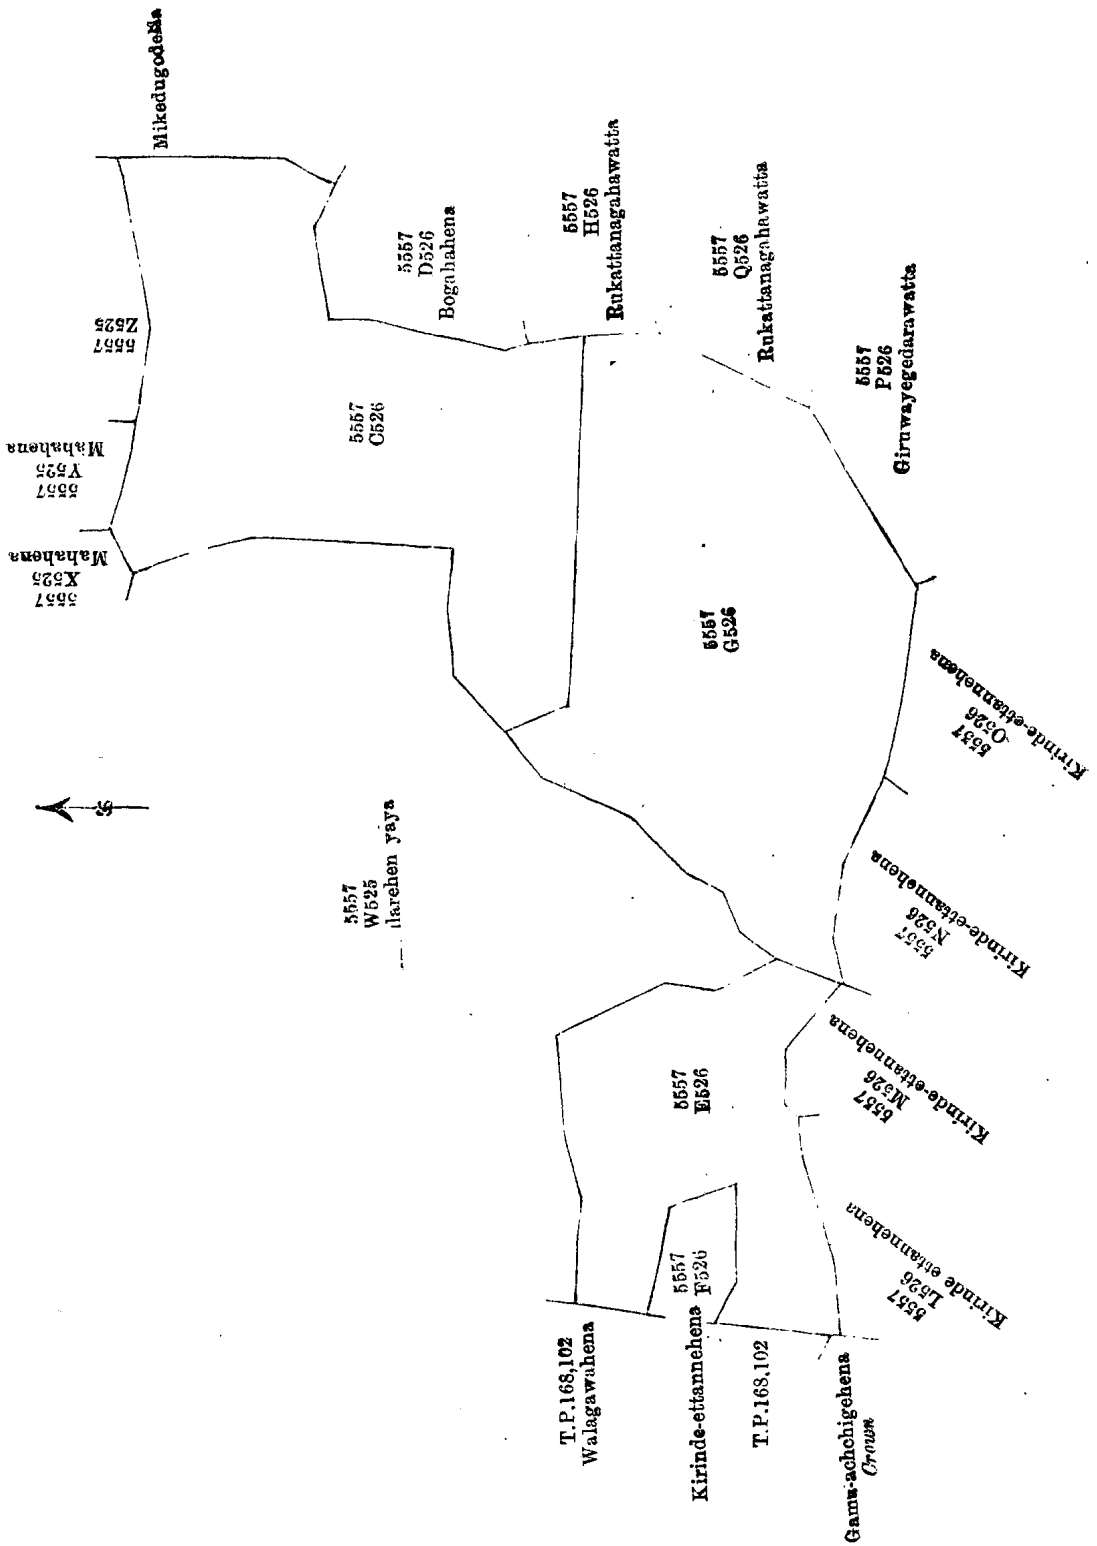 Mikedugodella
5557
Z525
5557
Y525
Mahahena
5557
X525
Mahahena
5557
D526
Bogahahena
5557
H526
Rukattanagahawatta
5557
Q526
Rukattanagahawatta
5557
P526
Giruwayegedarawatta
5557
C526
5557
G526
5557
O526
Kirinde-ettannehena
5557
N526
Kirinde-ettannehena
5557
M526
Kirinde-ettannehena
5557
L526
Kirinde ettannehena
5557
W525
yaya
5557
E526
5557
F526
T.P.168,102
Walagawahena
Kirinde-ettannehena
T.P.168,102
Gamu-achchigehena
Crown